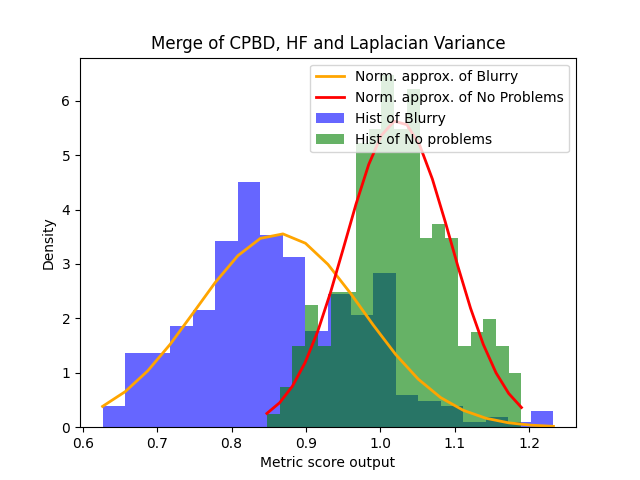 Merge of CPBD, HF and Laplacian Variance
Norm. approx. of Blurry
Norm. approx. of No Problems
Hist of Blurry
Hist of No problems
Density
6
5
4
3
2
1
0
0.6 0.7 0.8 0.9 1.0 1.1 1.2
Metric score output